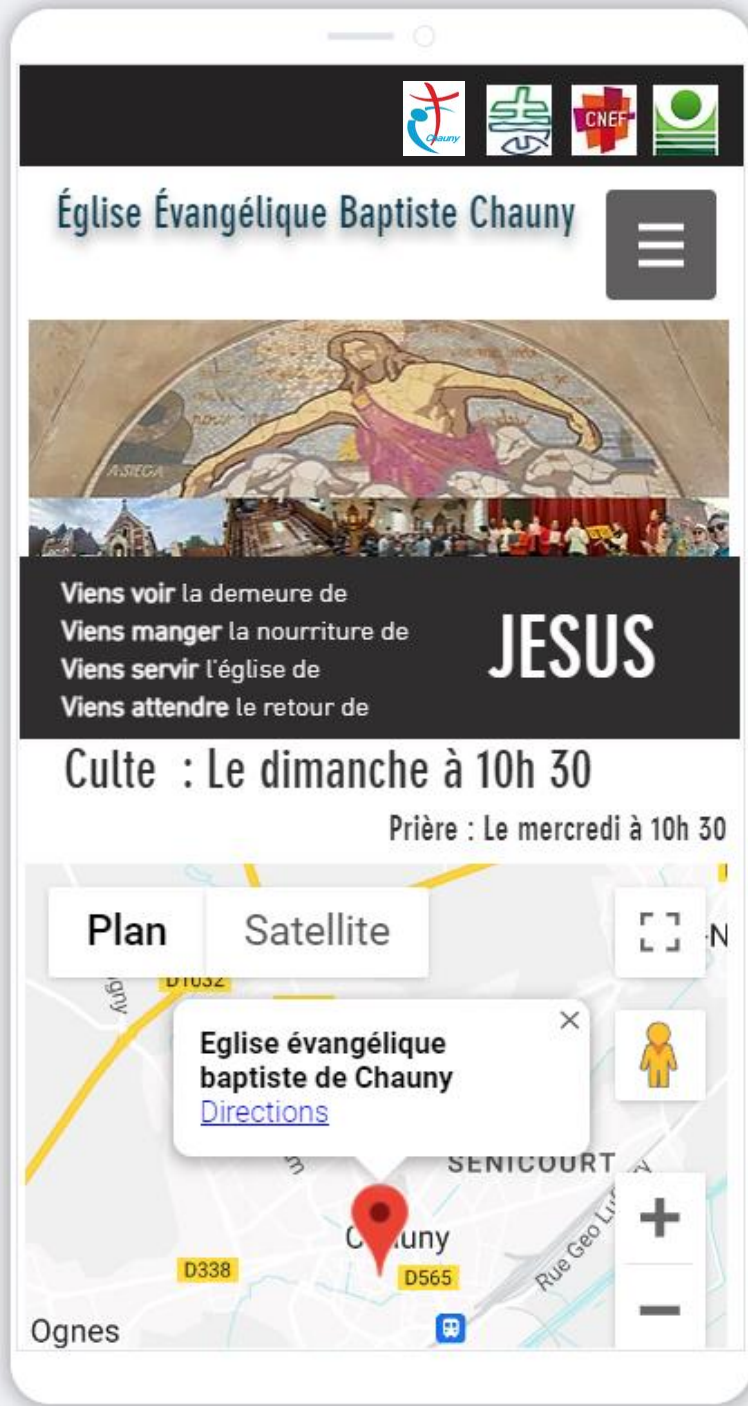 Chauny
CNEF
Église Évangélique Baptiste Chauny
A·SIEGA
Viens voir la demeure de
Viens manger la nourriture de
Viens servir l'église de
Viens attendre le retour de
JESUS
Culte : Le dimanche à 10h 30
Prière : Le mercredi à 10h 30
Plan
Satellite
-N
gny
D1032
Eglise évangélique
baptiste de Chauny
Directions
SENICOURT
Chauny
Rue Geo Lu
D338
D565
Ognes